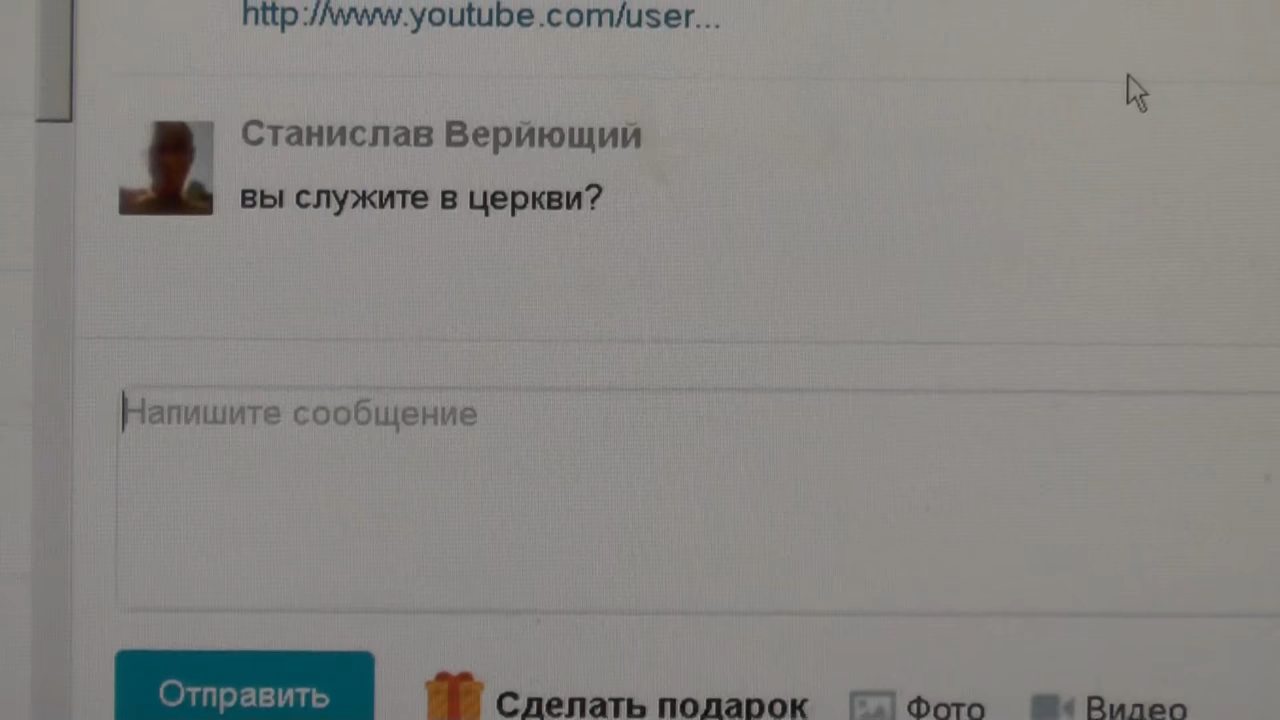 http://www.youtube.com/user...
Станислав Верйющий
вы служите в церкви?
Напишите сообщение
Отправить
Сделать подарок
Фото
Видео